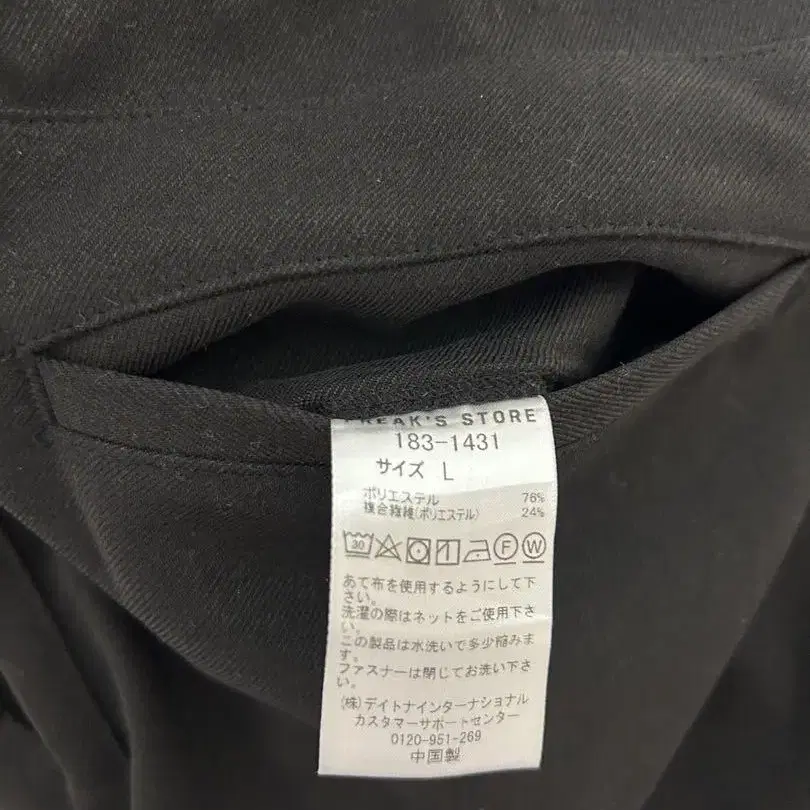 FREAK'S STORE
183-1431
サイズ L
ポリエステル 76%
複合繊維(ポリエステル) 24%
30
F W
あて布を使用するようにして下
さい。
洗濯の際はネットをご使用下さ
い。
この製品は水洗いで多少縮みま
す。
ファスナーは閉じてお洗い下さ
い。
(株)デイトナインターナショナル
カスタマーサポートセンター
0120-951-269
中国製